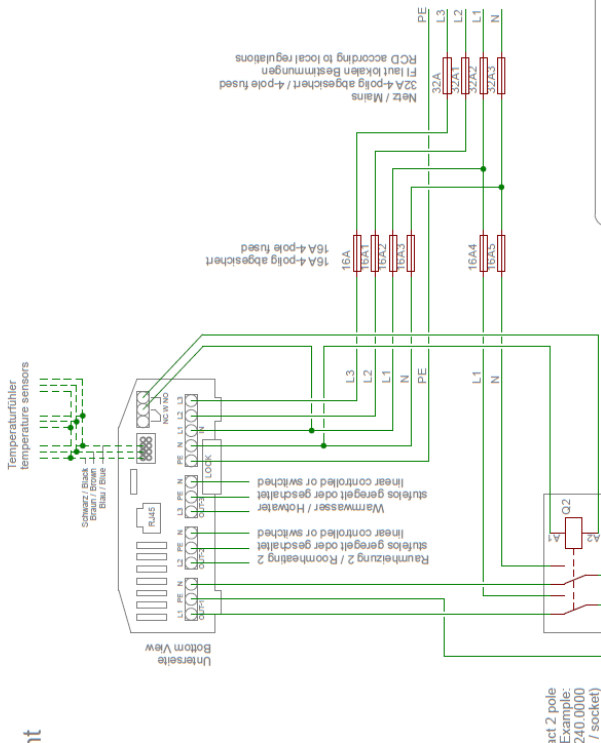 PE
L3
L2
L1
N
32A
32A1
32A2
32A3
Netz / Mains
32A 4-polig abgesichert / 4-pole fused
FI laut lokalen Bestimmungen
RCD according to local regulations
16A 4-polig abgesichert
16A 4-pole fused
16A
16A1
16A2
16A3
16A4
16A5
L3
L2
L1
N
PE
L1
N
Temperaturfühler
temperature sensors
Schwarz / Black
Braun / Brown
Blau / Blue
NC W NO
L3
L2
L1
N
PE
IN
LOCK
RJ45
N
PE
L3
OUT-3
N
PE
L2
OUT-2
N
PE
L1
OUT-1
Warmwasser / Hotwater
stufelos geregelt oder geschaltet
linear controlled or switched
Raumheizung 2 / Roomheating 2
stufelos geregelt oder geschaltet
linear controlled or switched
Unterseite
Bottom View
Q2
A1
A2
act 2 pole
Example:
240.0000
/ socket)
nt